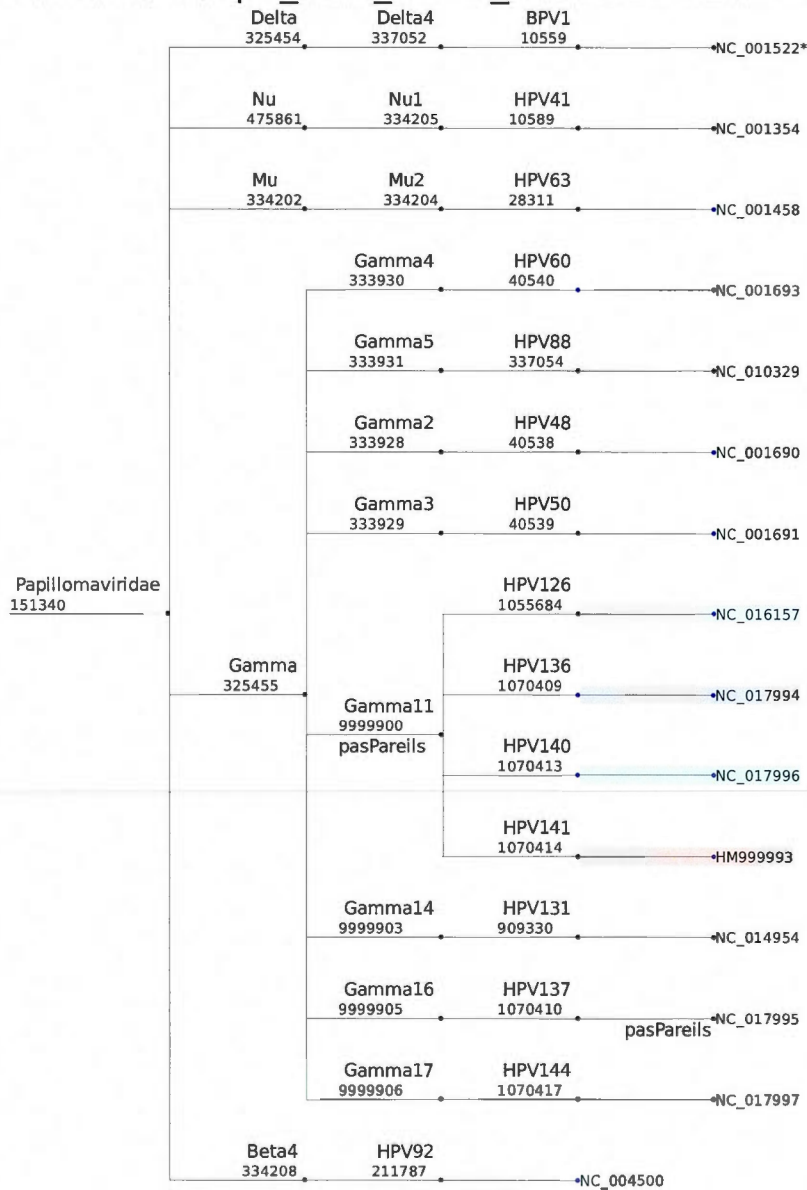 Delta Delta4 BPV1
325454 337052 10559
NC_001522*
Nu Nu1 HPV41
475861 334205 10589
NC_001354
Mu Mu2 HPV63
334202 334204 28311
NC_001458
Gamma4 HPV60
333930 40540
NC_001693
Gamma5 HPV88
333931 337054
NC_010329
Gamma2 HPV48
333928 40538
NC_001690
Gamma3 HPV50
333929 40539
NC_001691
Papillomaviridae
151340
HPV126
1055684
NC_016157
Gamma
325455
HPV136
1070409
NC_017994
Gamma11
9999900
pasPareils
HPV140
1070413
NC_017996
HPV141
1070414
HM999993
Gamma14 HPV131
9999903 909330
NC_014954
Gamma16 HPV137
9999905 1070410
NC_017995
pasPareils
Gamma17 HPV144
9999906 1070417
NC_017997
Beta4 HPV92
334208 211787
NC_004500